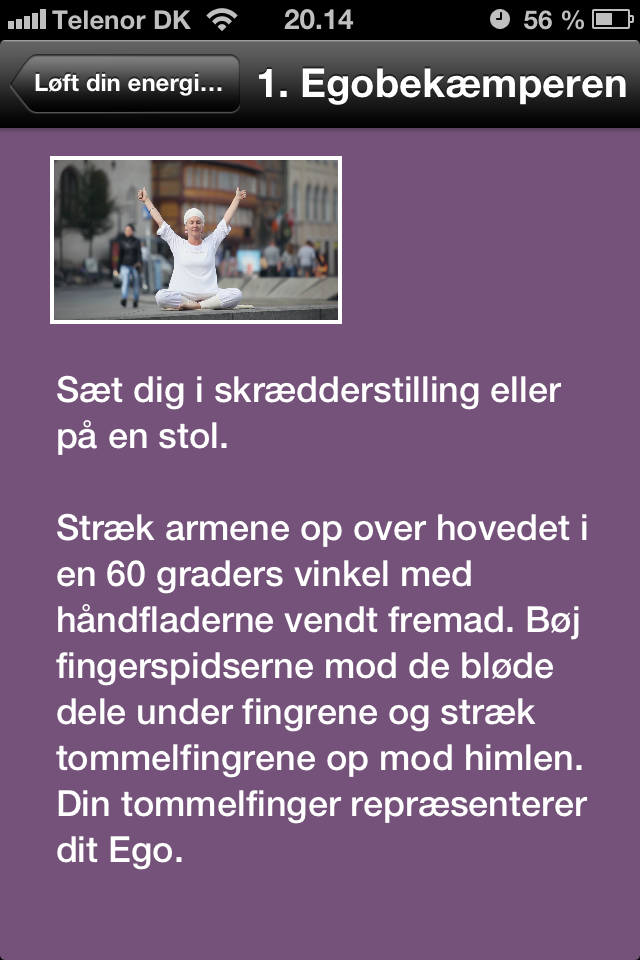 Telenor DK 20.14 56 %
Løft din energi... 1. Egobekæmperen
Sæt dig i skrædderstilling eller
på en stol.
Stræk armene op over hovedet i
en 60 graders vinkel med
håndfladerne vendt fremad. Bøj
fingerspidserne mod de bløde
dele under fingrene og stræk
tommelfingrene op mod himlen.
Din tommelfinger repræsenterer
dit Ego.